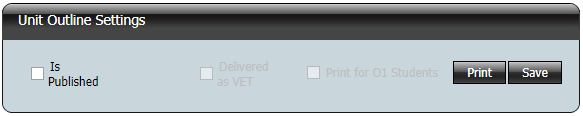 Unit Outline Settings
Is
Published
Delivered
as VET
Print for O1 Students
Print
Save